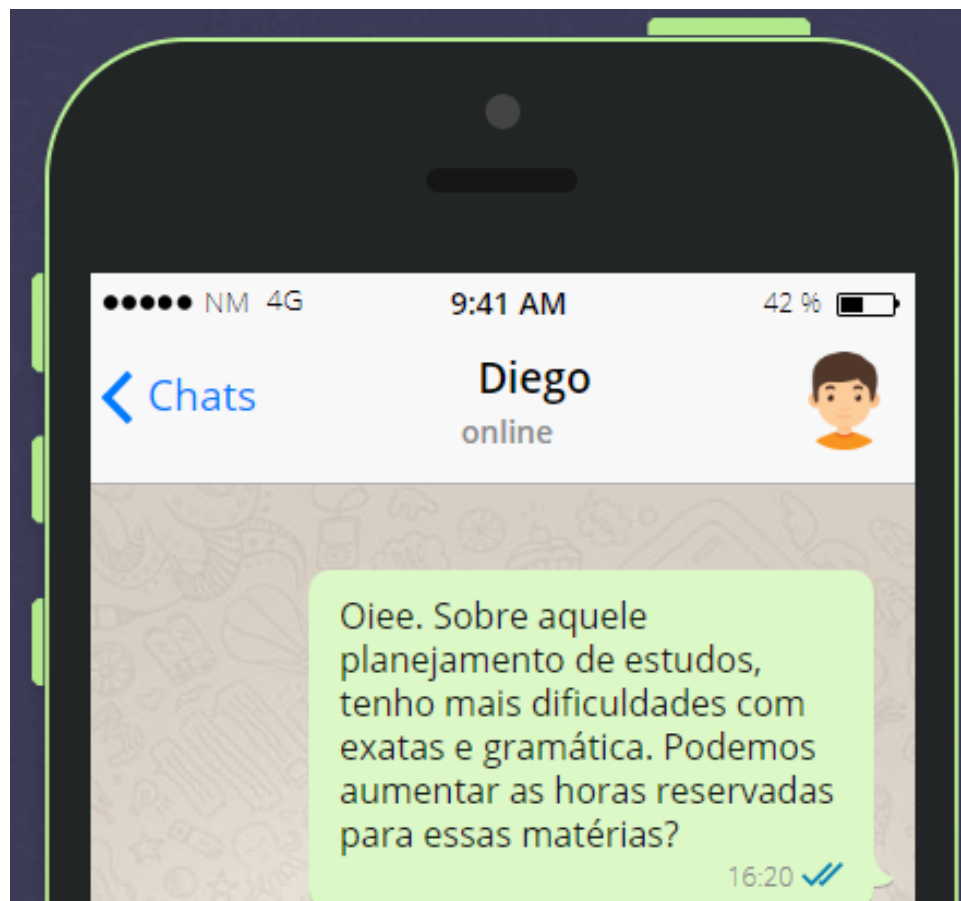 NM 4G 9:41 AM 42 %
Chats Diego
online
Oiee. Sobre aquele
planejamento de estudos,
tenho mais dificuldades com
exatas e gramática. Podemos
aumentar as horas reservadas
para essas matérias?
16:20